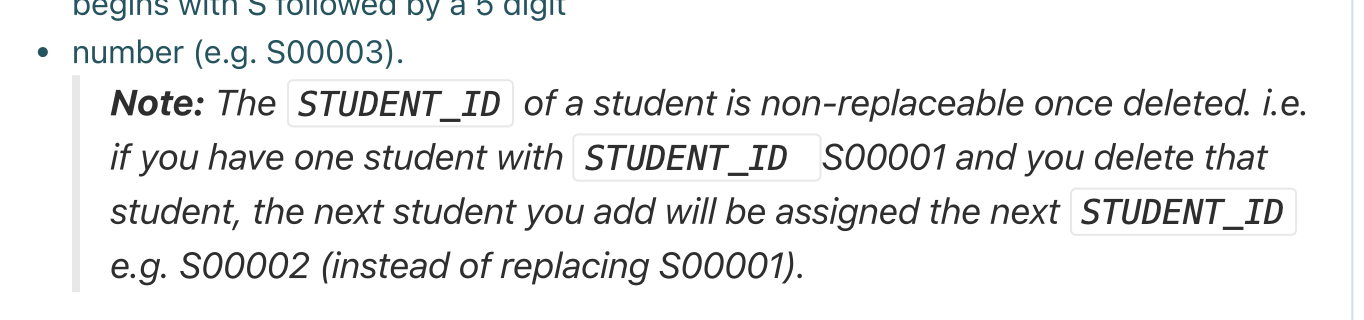 begins with S followed by a 5 digit
• number (e.g. S00003).
Note: The STUDENT_ID of a student is non-replaceable once deleted. i.e.
if you have one student with STUDENT_ID S00001 and you delete that
student, the next student you add will be assigned the next STUDENT_ID
e.g. S00002 (instead of replacing S00001).